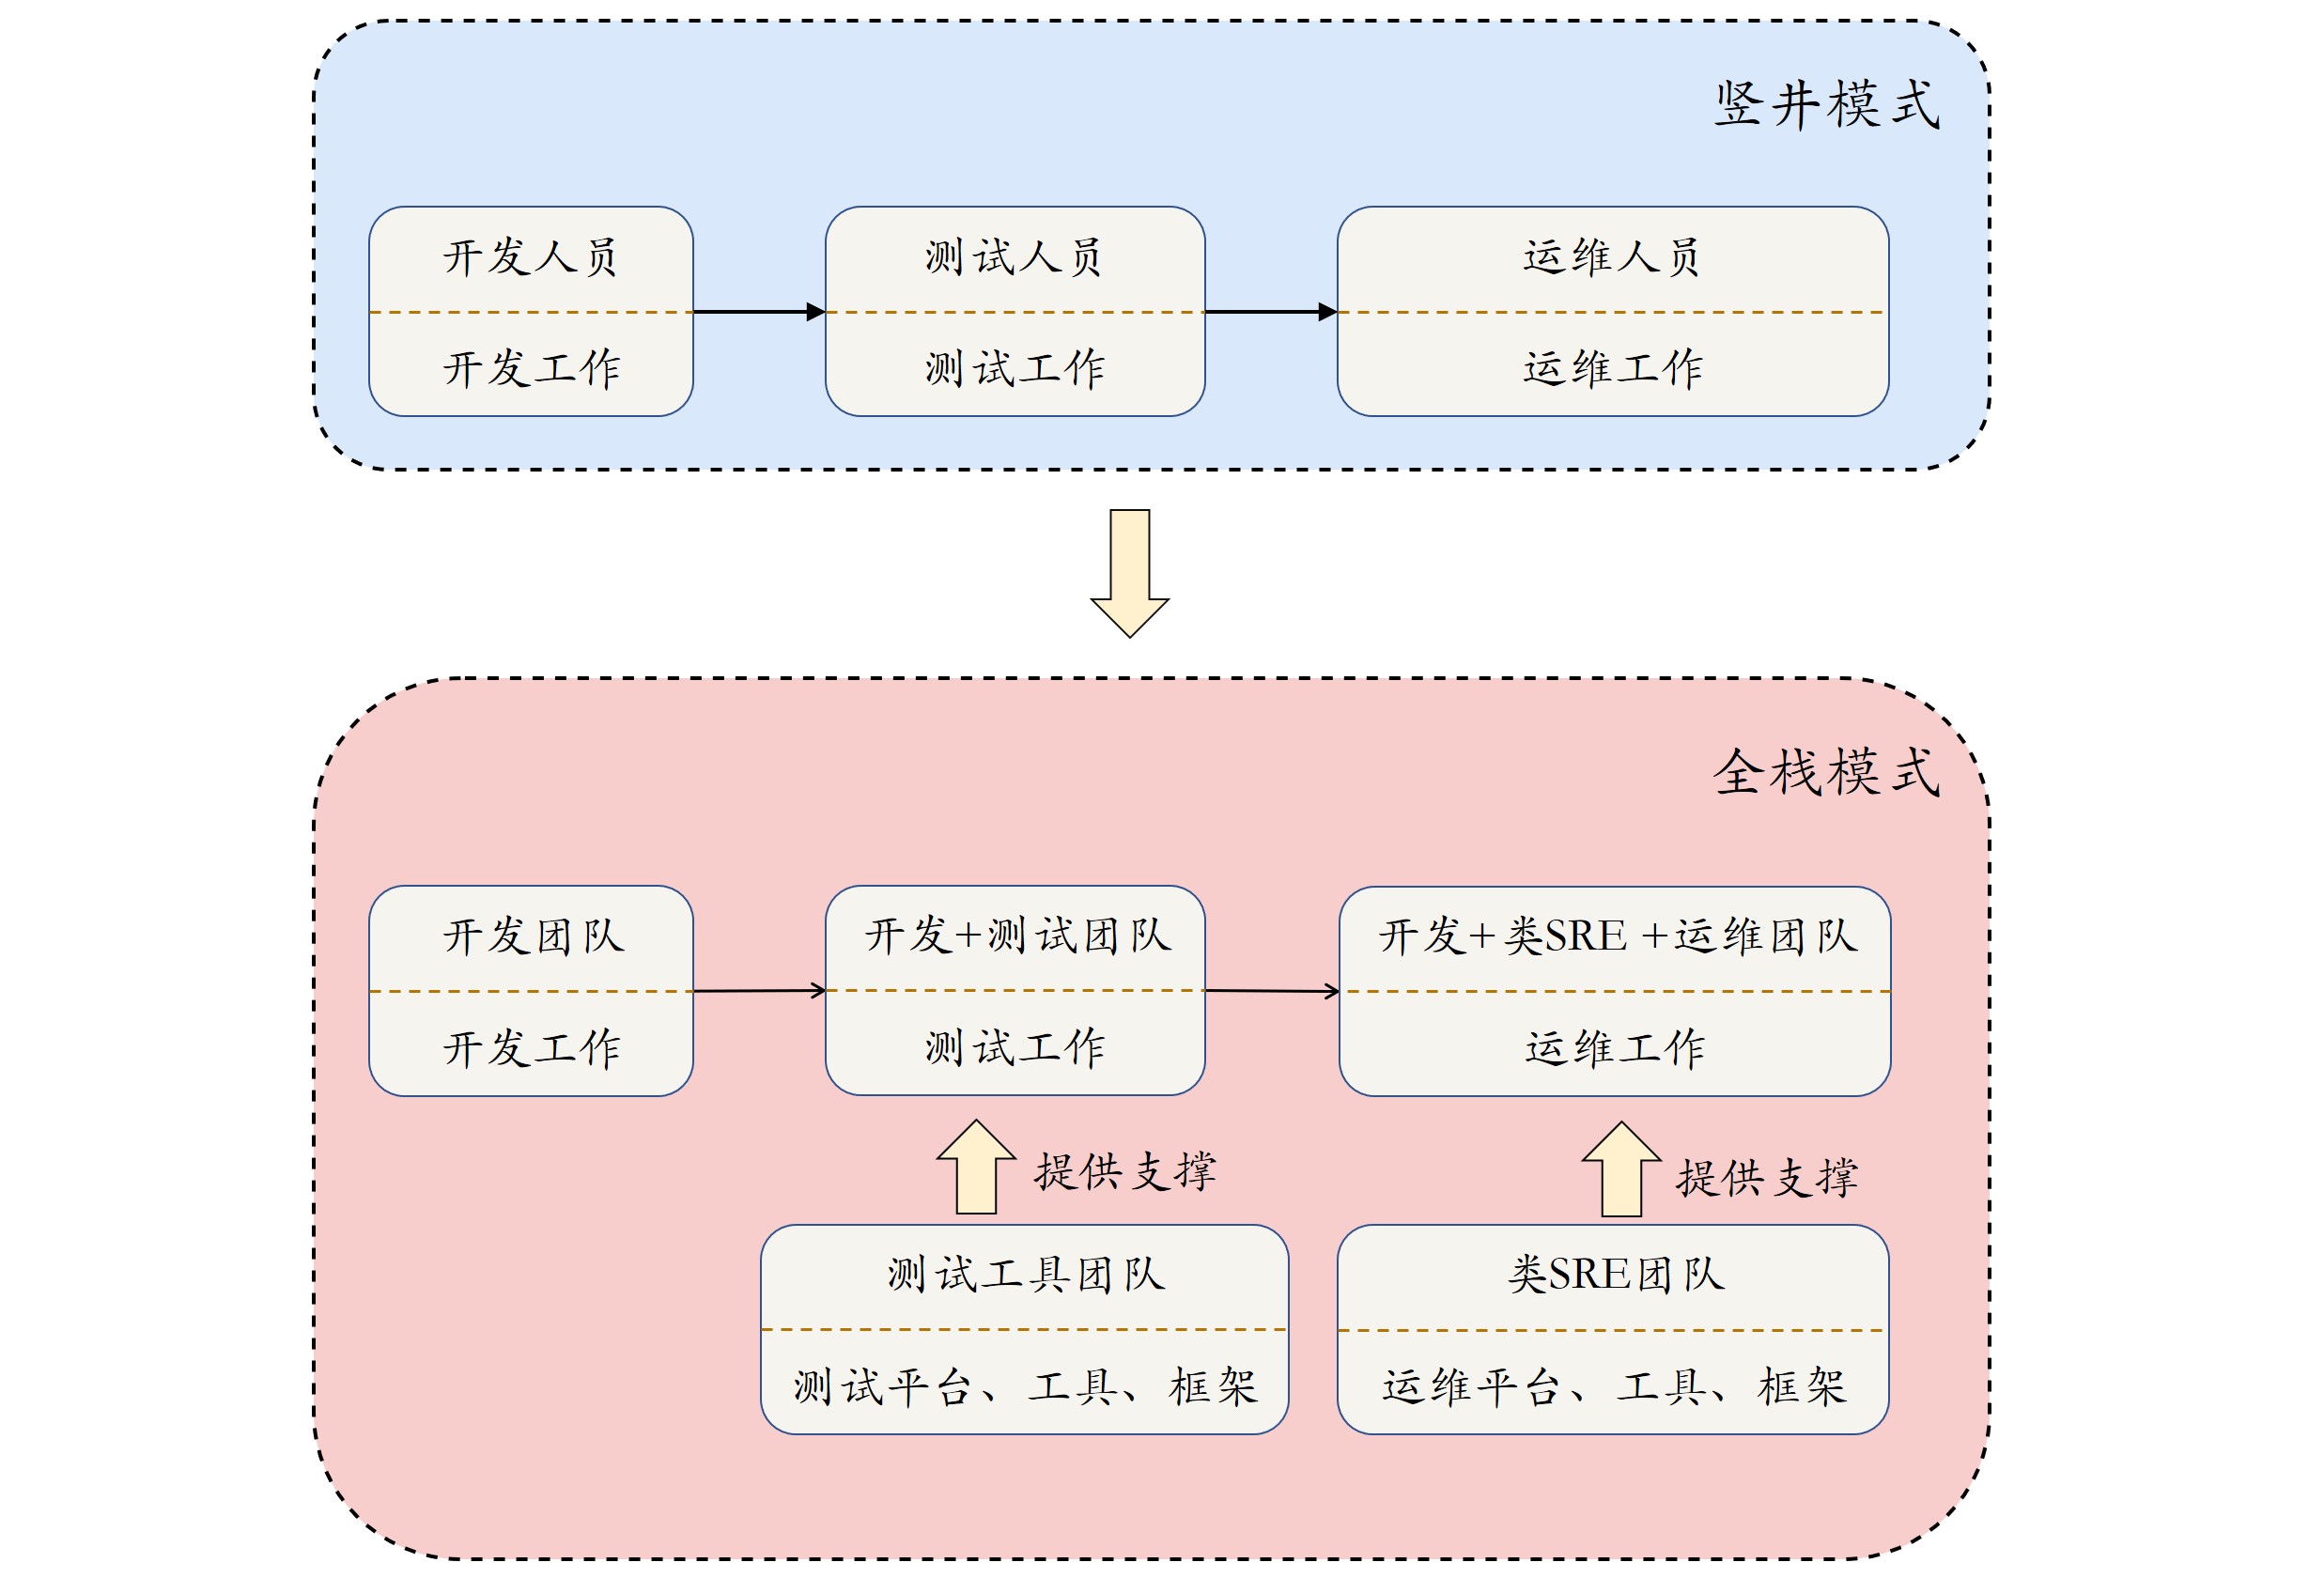 竖井模式
开发人员
测试人员
运维人员
开发工作
测试工作
运维工作
全栈模式
开发团队
开发+测试团队
开发+类SRE +运维团队
开发工作
测试工作
运维工作
提供支撑
提供支撑
测试工具团队
类SRE团队
测试平台、工具、框架
运维平台、工具、框架